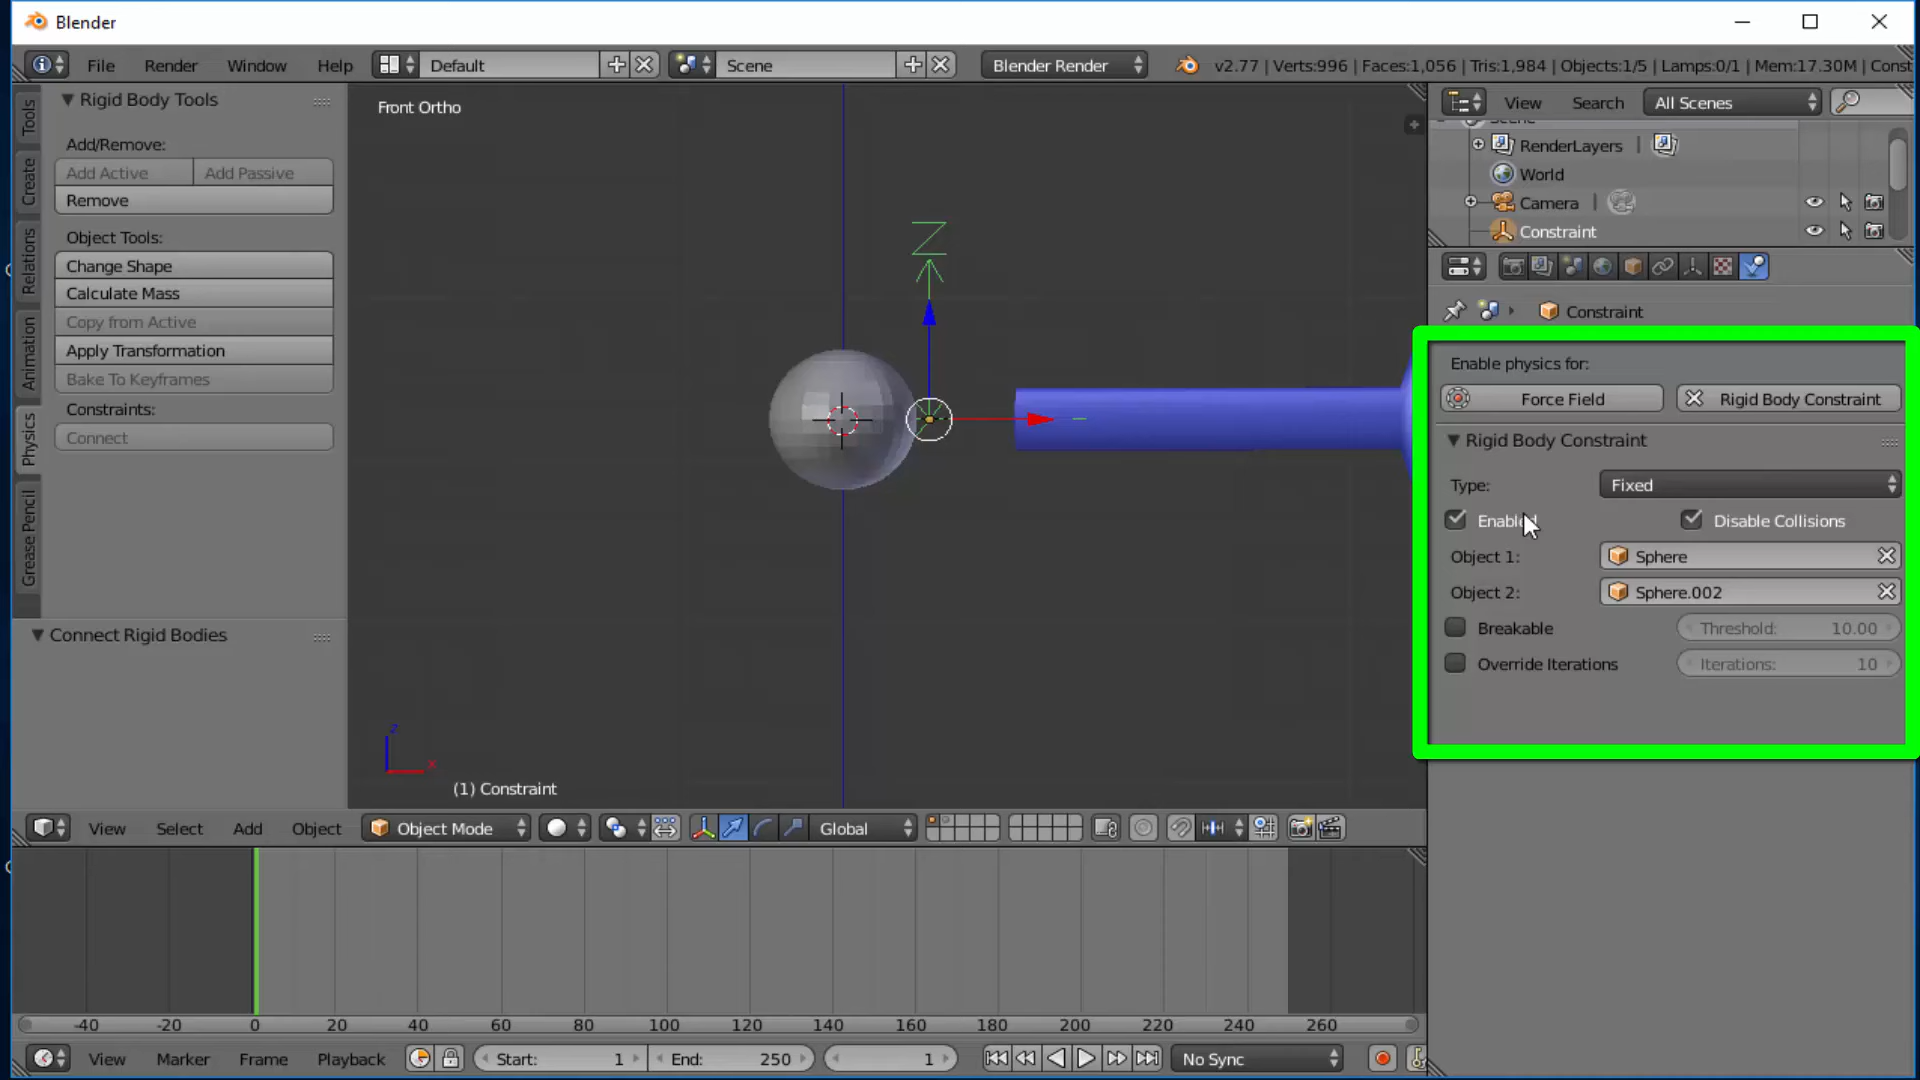 Blender
File Render Window Help Default Scene Blender Render v2.77 | Verts:996 | Faces:1,056 | Tris:1,984 | Objects:1/5 | Lamps:0/1 | Mem:17.30M | Const
Tools
Create
Relations
Animation
Physics
Grease Pencil
Rigid Body Tools
Add/Remove:
Add Active Add Passive
Remove
Object Tools:
Change Shape
Calculate Mass
Copy from Active
Apply Transformation
Bake To Keyframes
Constraints:
Connect
Connect Rigid Bodies
Front Ortho
Z
z
x
(1) Constraint
View Search All Scenes
Scene
RenderLayers
World
Camera
Constraint
Constraint
Enable physics for:
Force Field Rigid Body Constraint
Rigid Body Constraint
Type: Fixed
Enabled Disable Collisions
Object 1: Sphere
Object 2: Sphere.002
Breakable Threshold: 10.00
Override Iterations Iterations: 10
View Select Add Object Object Mode Global
-40 -20 0 20 40 60 80 100 120 140 160 180 200 220 240 260
View Marker Frame Playback Start: 1 End: 250 1 No Sync